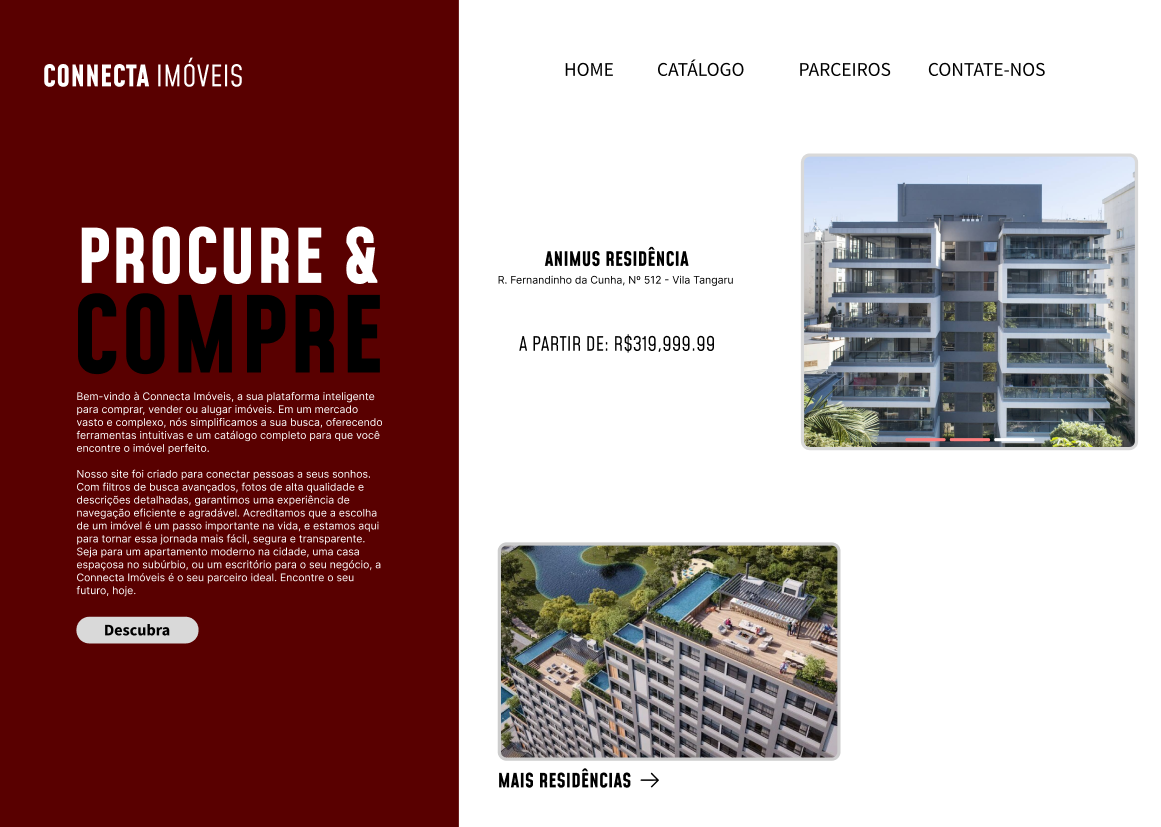 CONNECTA IMÓVEIS
HOME
CATÁLOGO
PARCEIROS
CONTATE-NOS
PROCURE &
COMPRE
Bem-vindo à Connecta Imóveis, a sua plataforma inteligente
para comprar, vender ou alugar imóveis. Em um mercado
vasto e complexo, nós simplificamos a sua busca, oferecendo
ferramentas intuitivas e um catálogo completo para que você
encontre o imóvel perfeito.
Nosso site foi criado para conectar pessoas a seus sonhos.
Com filtros de busca avançados, fotos de alta qualidade e
descrições detalhadas, garantimos uma experiência de
navegação eficiente e agradável. Acreditamos que a escolha
de um imóvel é um passo importante na vida, e estamos aqui
para tornar essa jornada mais fácil, segura e transparente.
Seja para um apartamento moderno na cidade, uma casa
espaçosa no subúrbio, ou um escritório para o seu negócio, a
Connecta Imóveis é o seu parceiro ideal. Encontre o seu
futuro, hoje.
Descubra
ANIMUS RESIDÊNCIA
R. Fernandinho da Cunha, Nº 512 - Vila Tangaru
A PARTIR DE: R$319,999.99
MAIS RESIDÊNCIAS →